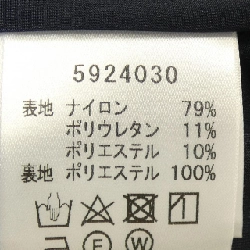 5924030
表地 ナイロン 79%
ポリウレタン 11%
ポリエステル 10%
裏地 ポリエステル 100%
F W